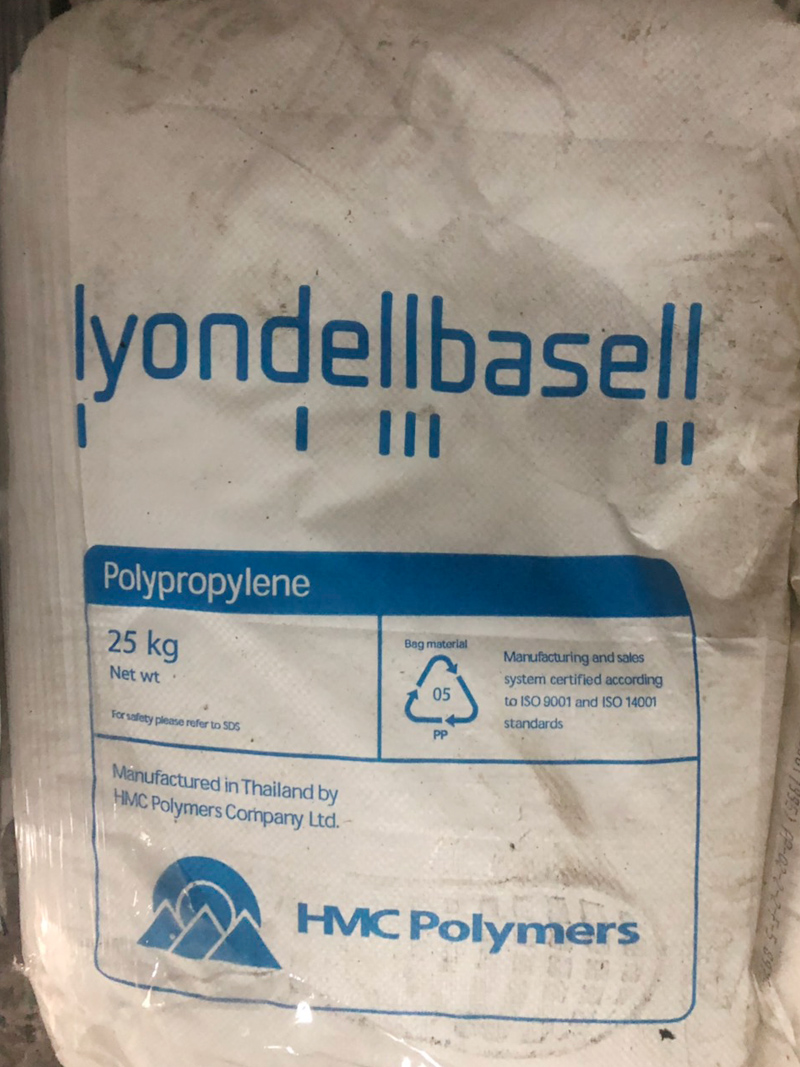 lyondellbasell
Polypropylene
25 kg
Net wt
For safety please refer to SDS
Bag material
05
PP
Manufacturing and sales
system certified according
to ISO 9001 and ISO 14001
standards
Manufactured in Thailand by
HMC Polymers Company Ltd.
HMC Polymers